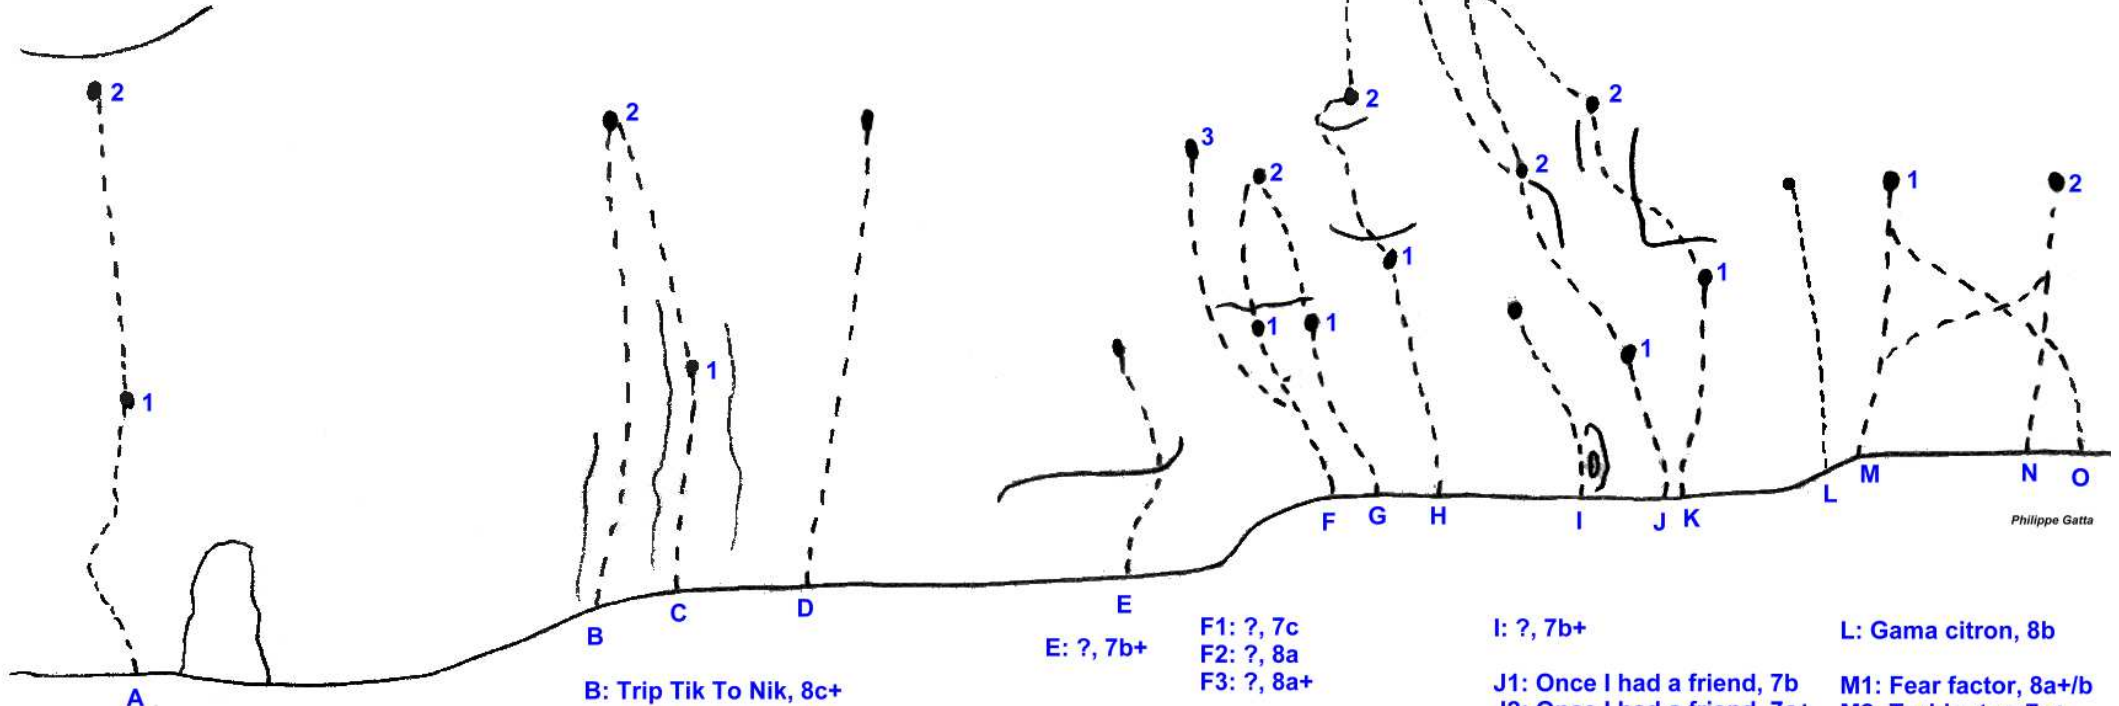 2
2
2
2
3
2
2
1
2
1
1
1
1
1
1
1
A
B
C
D
E
F
G
H
I
J
K
L
M
N
O
Philippe Gatta
B: Trip Tik To Nik, 8c+
E: ?, 7b+
F1: ?, 7c
F2: ?, 8a
F3: ?, 8a+
I: ?, 7b+
J1: Once I had a friend, 7b
L: Gama citron, 8b
M1: Fear factor, 8a+/b